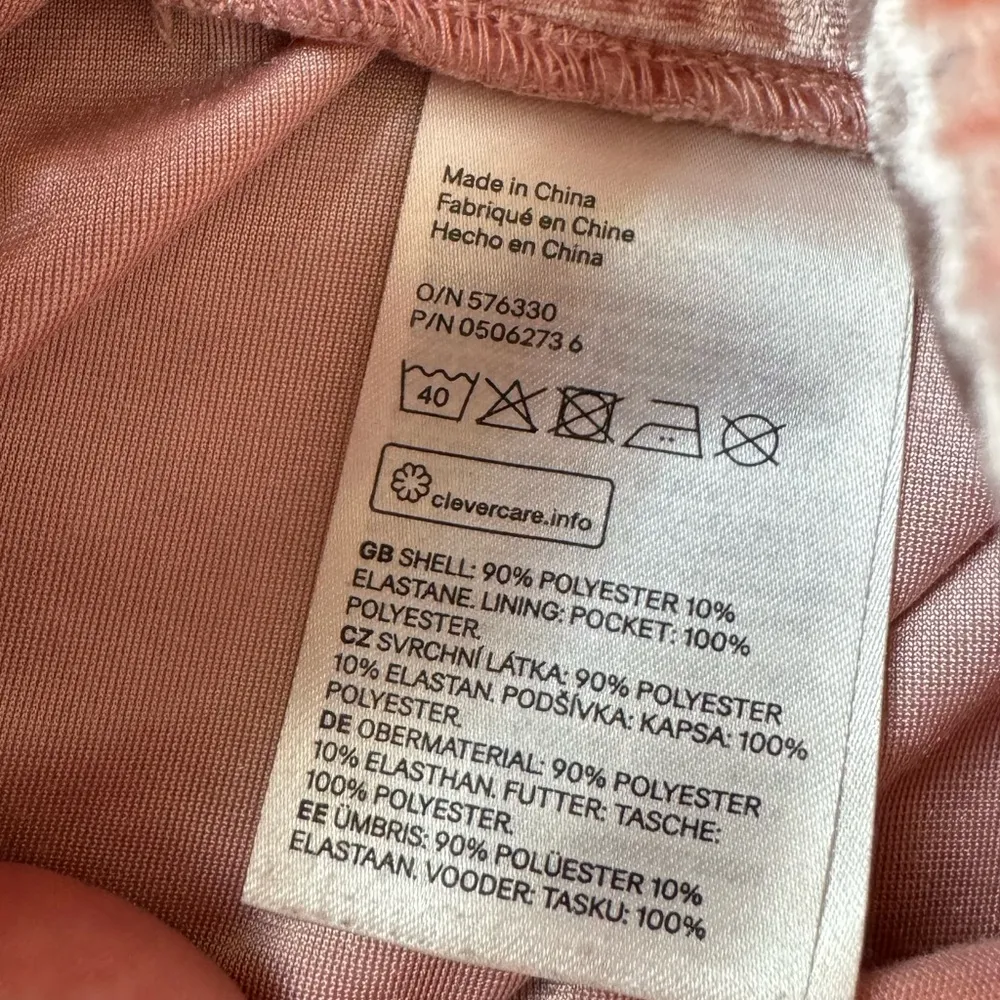 Made in China
Fabriqué en Chine
Hecho en China
O/N 576330
P/N 0506273 6
40
clevercare.info
GB SHELL: 90% POLYESTER 10%
ELASTANE. LINING: POCKET: 100%
POLYESTER.
CZ SVRCHNÍ LÁTKA: 90% POLYESTER
10% ELASTAN. PODŠÍVKA: KAPSA: 100%
POLYESTER.
DE OBERMATERIAL: 90% POLYESTER
10% ELASTHAN. FUTTER: TASCHE:
100% POLYESTER.
EE ÜMBRIS: 90% POLÜESTER 10%
ELASTAAN. VOODER: TASKU: 100%